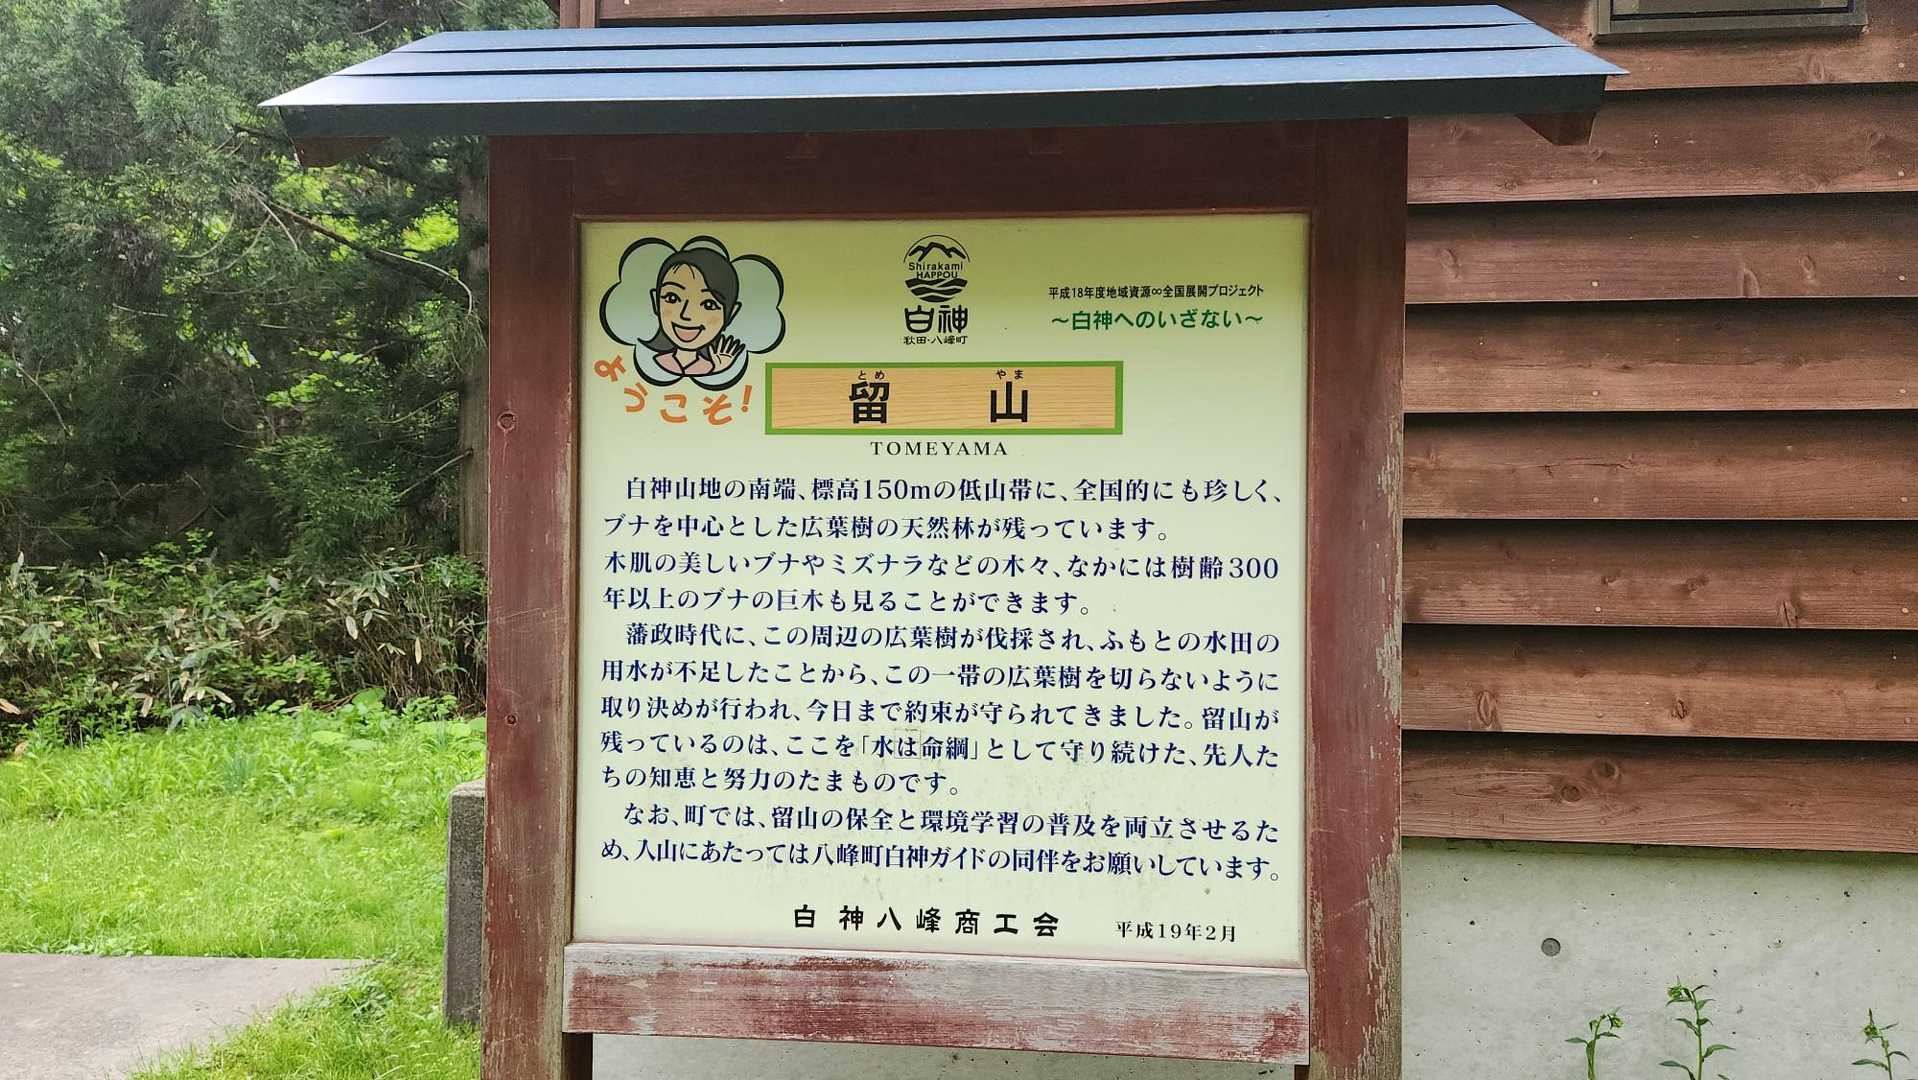 ようこそ!
Shirakami
HAPPOU
白神
秋田・八峰町
平成18年度地域資源∞全国展開プロジェクト
～白神へのいざない～
とめ やま
留山
TOMEYAMA
白神山地の南端、標高150mの低山帯に、全国的にも珍しく、
ブナを中心とした広葉樹の天然林が残っています。
木肌の美しいブナやミズナラなどの木々、なかには樹齢300
年以上のブナの巨木も見ることができます。
藩政時代に、この周辺の広葉樹が伐採され、ふもとの水田の
用水が不足したことから、この一帯の広葉樹を切らないように
取り決めが行われ、今日まで約束が守られてきました。留山が
残っているのは、ここを「水は命綱」として守り続けた、先人た
ちの知恵と努力のたまものです。
なお、町では、留山の保全と環境学習の普及を両立させるた
め、入山にあたっては八峰町白神ガイドの同伴をお願いしています。
白神八峰商工会 平成19年2月